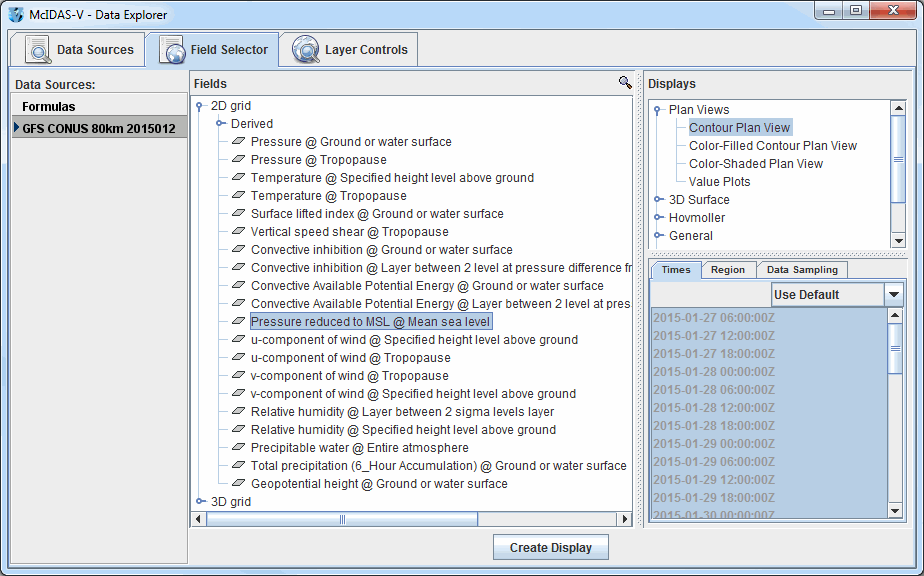 McIDAS-V - Data Explorer
Data Sources
Field Selector
Layer Controls
Data Sources:
Formulas
GFS CONUS 80km 2015012
Fields
2D grid
Derived
Pressure @ Ground or water surface
Pressure @ Tropopause
Temperature @ Specified height level above ground
Temperature @ Tropopause
Surface lifted index @ Ground or water surface
Vertical speed shear @ Tropopause
Convective inhibition @ Ground or water surface
Convective inhibition @ Layer between 2 level at pressure difference fr
Convective Available Potential Energy @ Ground or water surface
Convective Available Potential Energy @ Layer between 2 level at pres
Pressure reduced to MSL @ Mean sea level
u-component of wind @ Specified height level above ground
u-component of wind @ Tropopause
v-component of wind @ Tropopause
v-component of wind @ Specified height level above ground
Relative humidity @ Layer between 2 sigma levels layer
Relative humidity @ Specified height level above ground
Precipitable water @ Entire atmosphere
Total precipitation (6_Hour Accumulation) @ Ground or water surface
Geopotential height @ Ground or water surface
3D grid
Displays
Plan Views
Contour Plan View
Color-Filled Contour Plan View
Color-Shaded Plan View
Value Plots
3D Surface
Hovmoller
General
Times
Region
Data Sampling
Use Default
2015-01-27 06:00:00Z
2015-01-27 12:00:00Z
2015-01-27 18:00:00Z
2015-01-28 00:00:00Z
2015-01-28 06:00:00Z
2015-01-28 12:00:00Z
2015-01-28 18:00:00Z
2015-01-29 00:00:00Z
2015-01-29 06:00:00Z
2015-01-29 12:00:00Z
2015-01-29 18:00:00Z
2015-01-30 00:00:00Z
Create Display